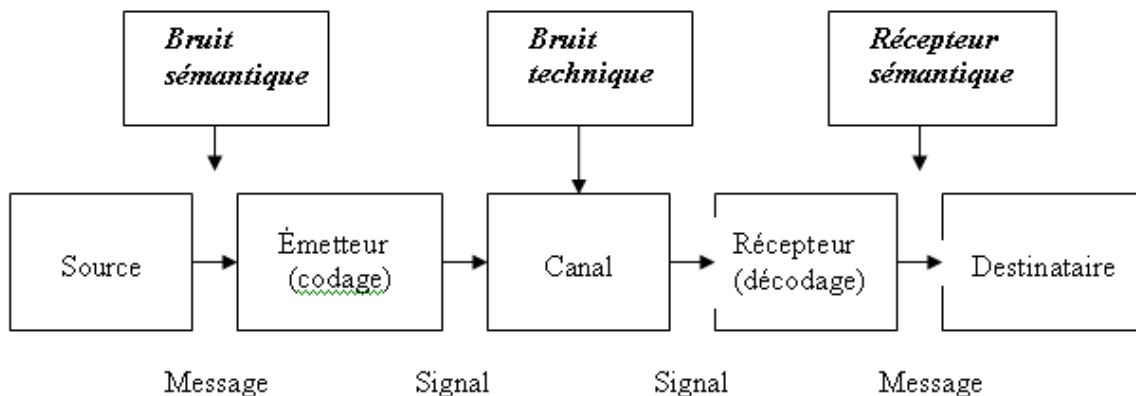 Bruit
sémantique
Bruit
technique
Récepteur
sémantique
Source
Émetteur
(codage)
Canal
Récepteur
(décodage)
Destinataire
Message
Signal
Signal
Message